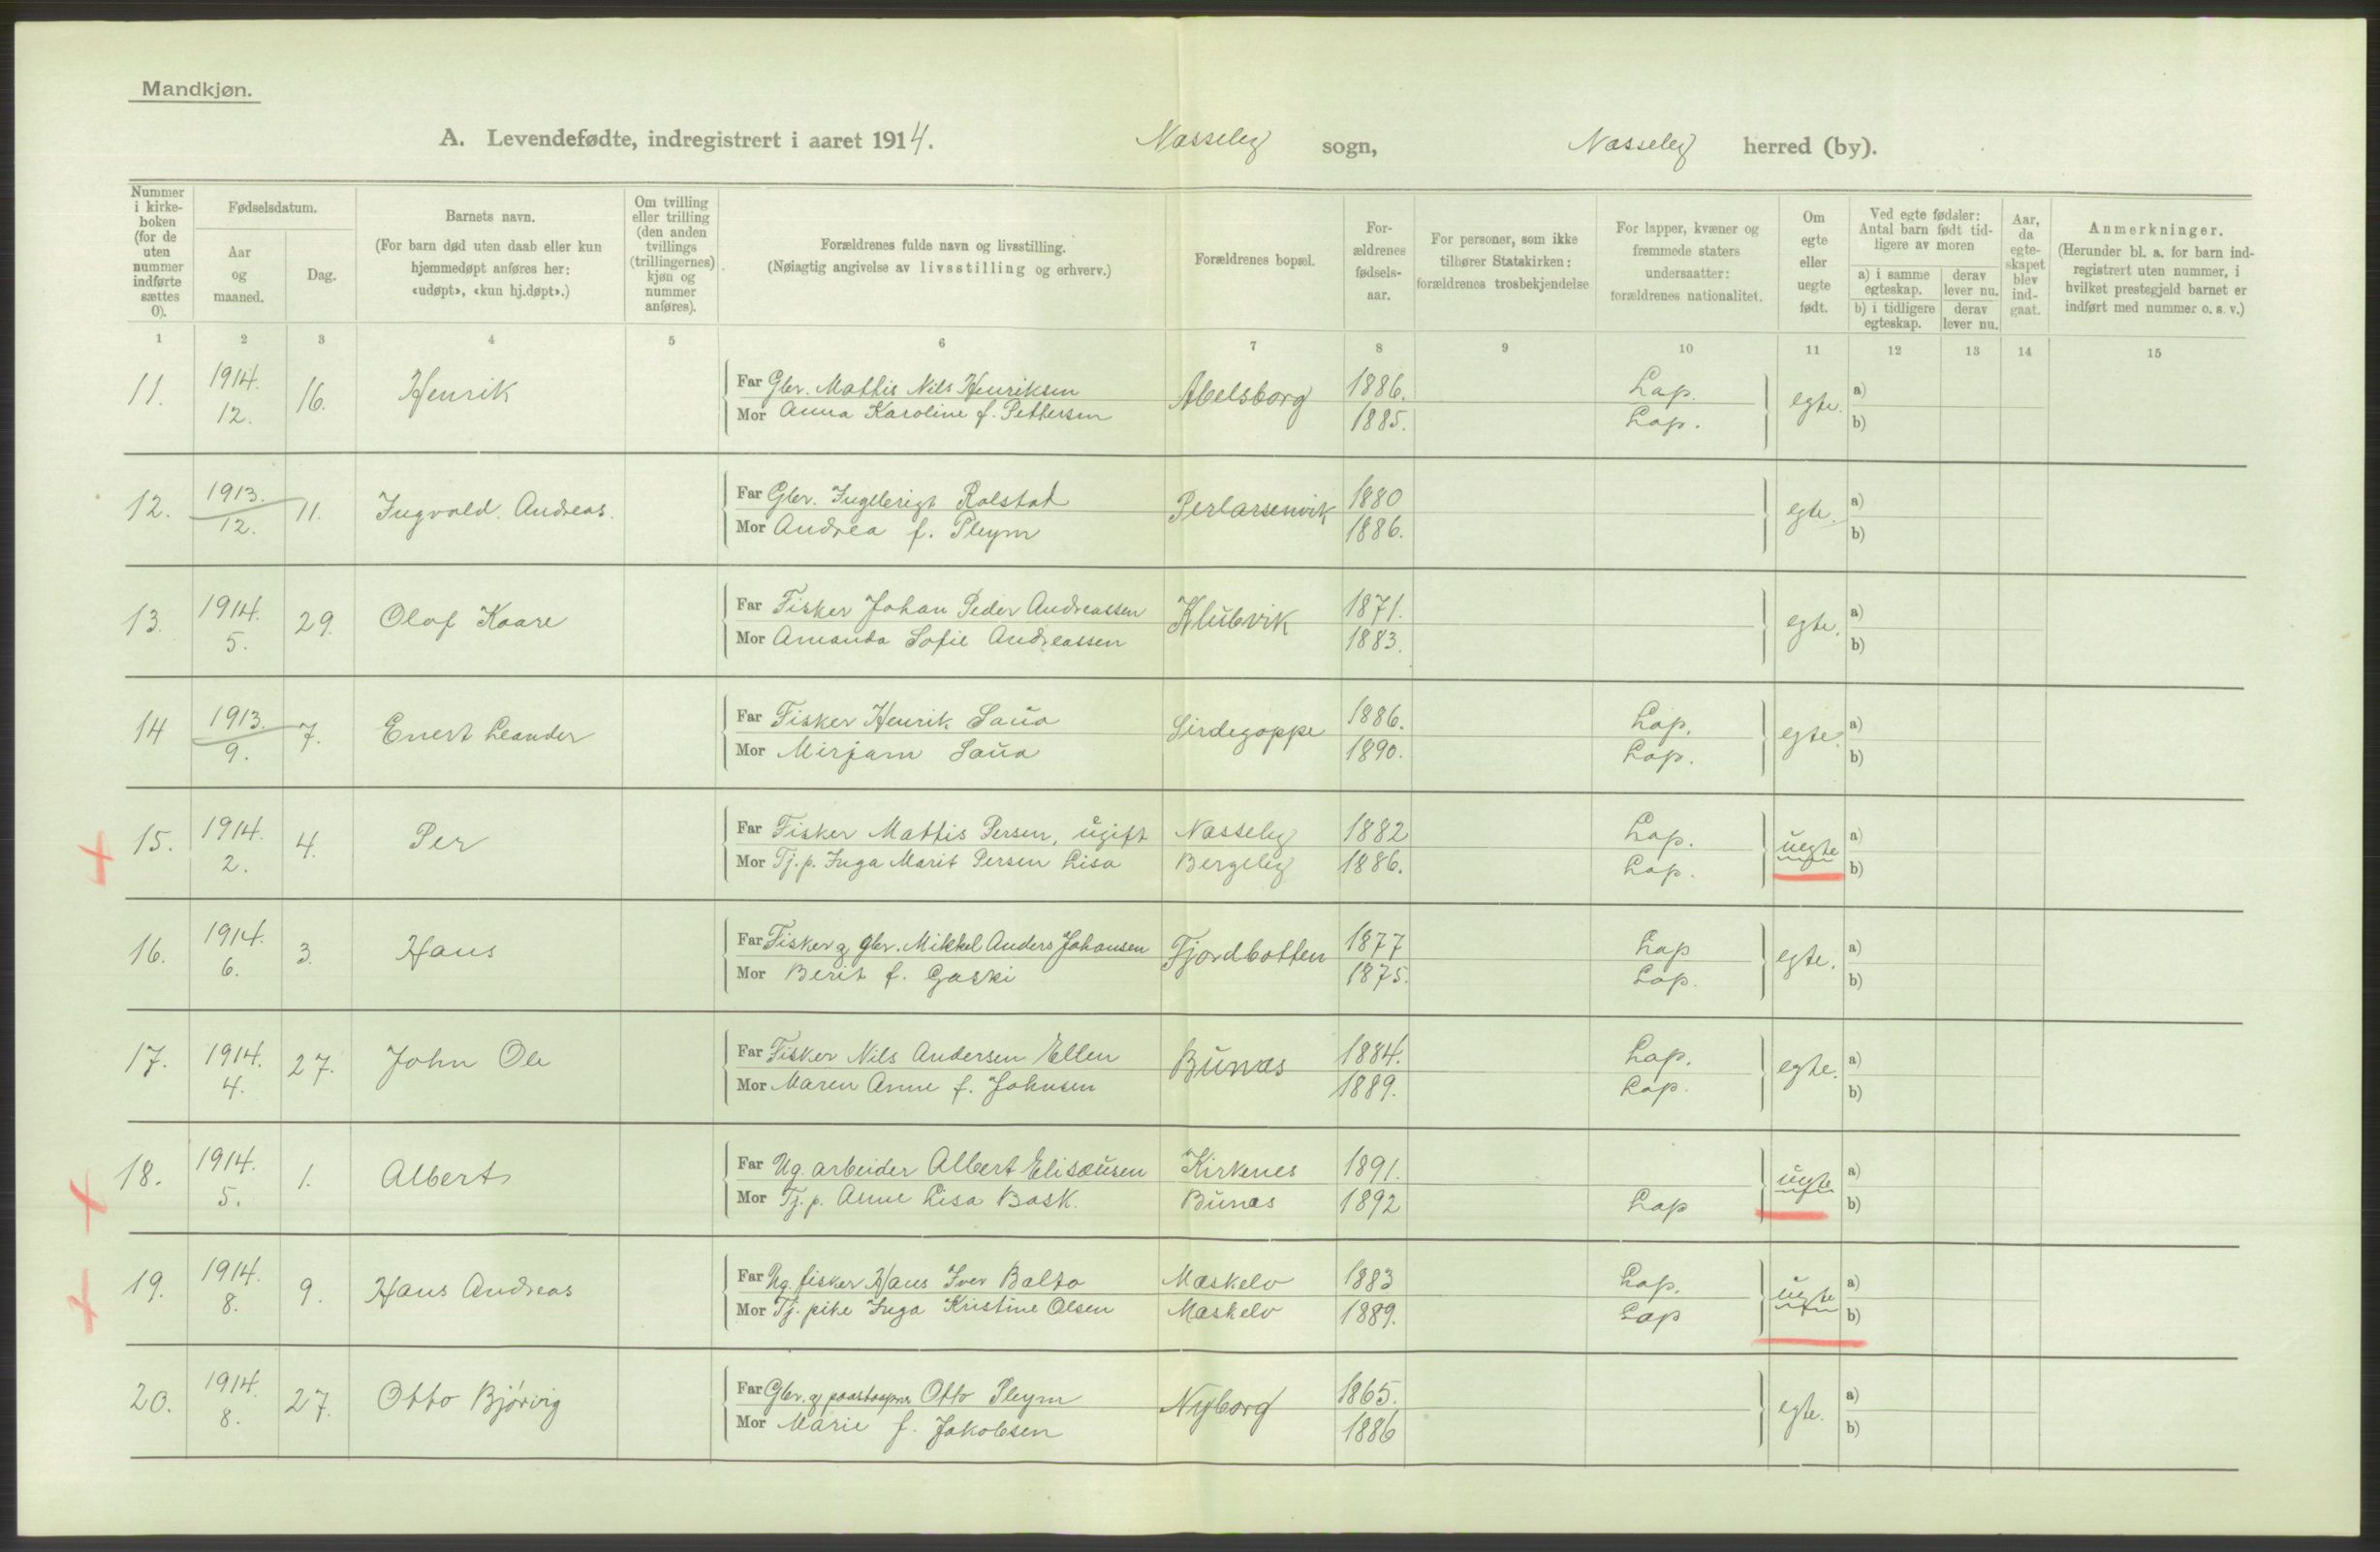 Mandkjøn.
A. Levendefødte, indregistrert i aaret 1914. Nasseby sogn, Nasseby herred (by).
Nummer i kirkeboken (for de uten nummer indførte sættes 0).
Fødselsdatum.
Aar og maaned.
Dag.
Barnets navn.
(For barn død uten daab eller kun hjemmedøpt anføres her: «udøpt», «kun hj.døpt».)
Om tvilling eller trilling (den anden tvillings (trillingernes) kjøn og nummer anføres).
Forældrenes fulde navn og livsstilling.
(Nøiagtig angivelse av livsstilling og erhverv.)
Forældrenes bopæl.
Forældrenes fødselsaar.
For personer, som ikke tilhører Statskirken: forældrenes trosbekjendelse
For lapper, kvæner og fremmede staters undersaatter: forældrenes nationalitet.
Om egte eller uegte født.
Ved egte fødsler: Antal barn født tidligere av moren
a) i samme egteskap.
derav lever nu.
b) i tidligere egteskap.
derav lever nu.
Aar, da egteskapet blev indgaat.
Anmerkninger.
(Herunder bl. a. for barn indregistrert uten nummer, i hvilket prestegjeld barnet er indført med nummer o. s. v.)
1 2 3 4 5 6 7 8 9 10 11 12 13 14 15
11. 1914. 12. 16. Henrik Far Gbr. Mathis Nils Henriksen Abelsborg 1886. Lap. egte. a)
Mor Anna Karoline f. Pettersen 1885. Lap. b)
12. 1913. 12. 11. Ingvald Andreas. Far Gbr. Ingebrigt Rolstad Perlarsenvik 1880 egte. a)
Mor Andrea f. Pleym 1886. b)
13. 1914. 5. 29. Olaf Kaare Far Fisker Johan Peder Andreassen Klubvik 1871. egte. a)
Mor Amanda Sofie Andreassen 1883. b)
14 1913. 9. 7. Enert Leander Far Fisker Henrik Saua Sirdegoppe 1886. Lap. egte. a)
Mor Mirjam Saua 1890. Lap. b)
15. 1914. 2. 4. Per Far Fisker Mathis Persen, ugift Nasseby 1882 Lap. uegte a)
Mor Tj. p. Inga Marit Persen Lisa Bergeby 1886. Lap. b)
16. 1914. 6. 3. Hans Far Fisker og gbr. Mikkel Anders Johansen Fjordbotten 1877 Lap egte. a)
Mor Berit f. Gaski 1875. Lap. b)
17. 1914. 4. 27. John Ole Far Fisker Nils Andersen Elten Bunæs 1884. Lap. egte. a)
Mor Maren Anne f. Johnsen 1889. Lap. b)
18. 1914. 5. 1. Albert Far Ug. arbeider Albert Elisæusen Kirkenes 1891. uegte a)
Mor Tj. p. Anne Lisa Bask. Bunæs 1892 Lap b)
19. 1914. 8. 9. Hans Andreas Far Ug. fisker Hans Iver Balto Mæskelv 1883 Lap. uegte a)
Mor Tj. pike Inga Kristine Olsen Mæskelv 1889. Lap b)
20. 1914. 8. 27. Otto Bjørvig Far Gbr. og Otto Pleym Nyborg 1865. egte. a)
Mor Marie f. Jakobsen 1886 b)